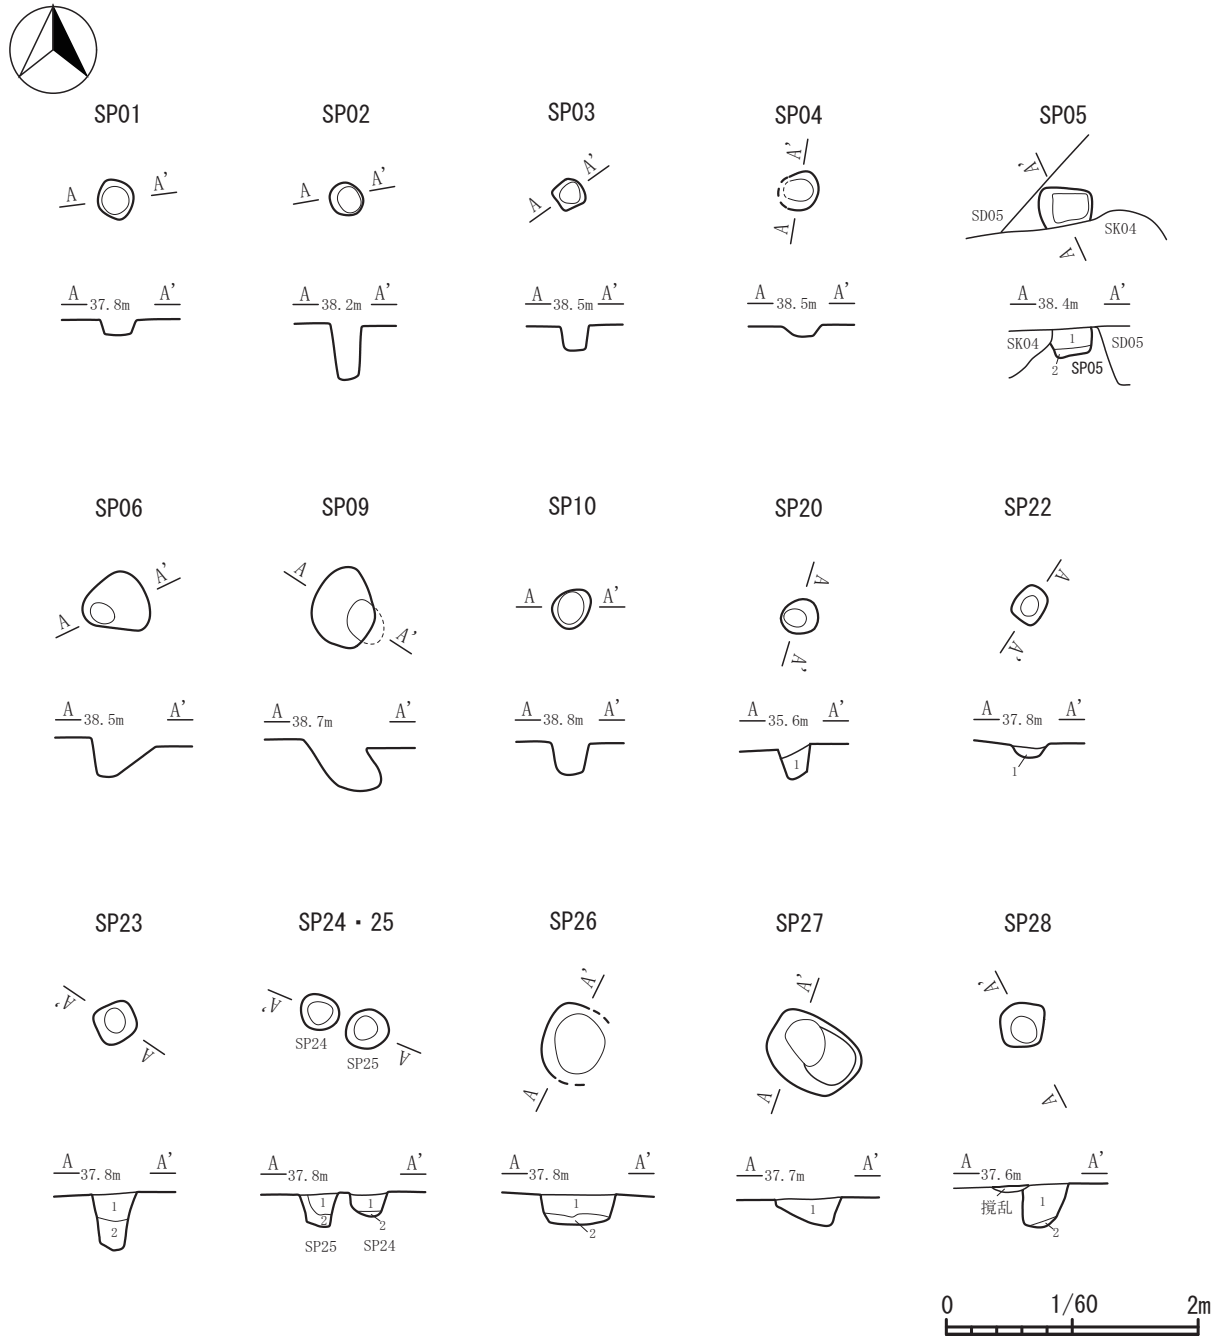 SP01 SP02 SP03 SP04 SP05
A A' A A' A A' A A' A A' SD05 SK04
A 37.8m A' A 38.2m A' A 38.5m A' A 38.5m A' A 38.4m A'
SK04 1 SD05
2 SP05
SP06 SP09 SP10 SP20 SP22
A A' A A' A A' A A' A A'
A 38.5m A' A 38.7m A' A 38.8m A' A 35.6m A' A 37.8m A'
1 1
SP23 SP24・25 SP26 SP27 SP28
A' A A' A A' A A' A A' A
SP24
SP25
A 37.8m A' A 37.8m A' A 37.8m A' A 37.7m A' A 37.6m A'
1 1 1 1 1 1
撹乱
2 2 2 2 2
SP25 SP24
0 1/60 2m